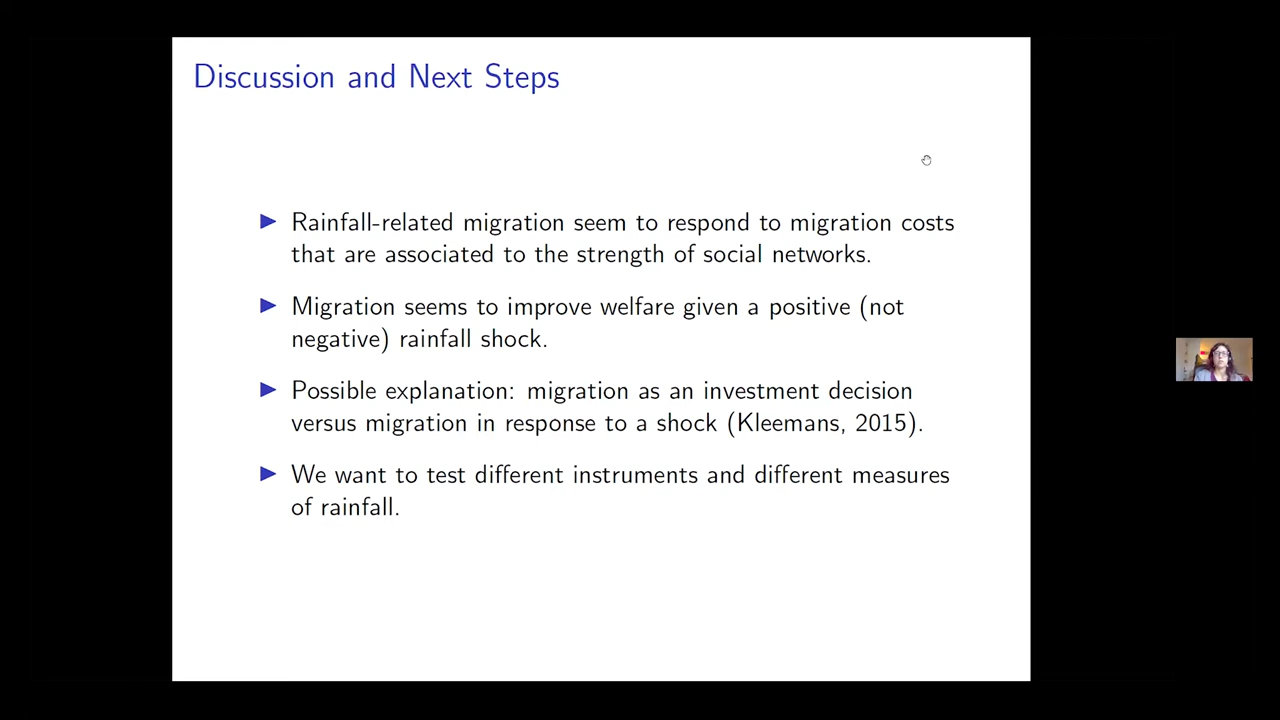 Discussion and Next Steps
Rainfall-related migration seem to respond to migration costs
that are associated to the strength of social networks.
Migration seems to improve welfare given a positive (not
negative) rainfall shock.
Possible explanation: migration as an investment decision
versus migration in response to a shock (Kleemans, 2015).
We want to test different instruments and different measures
of rainfall.